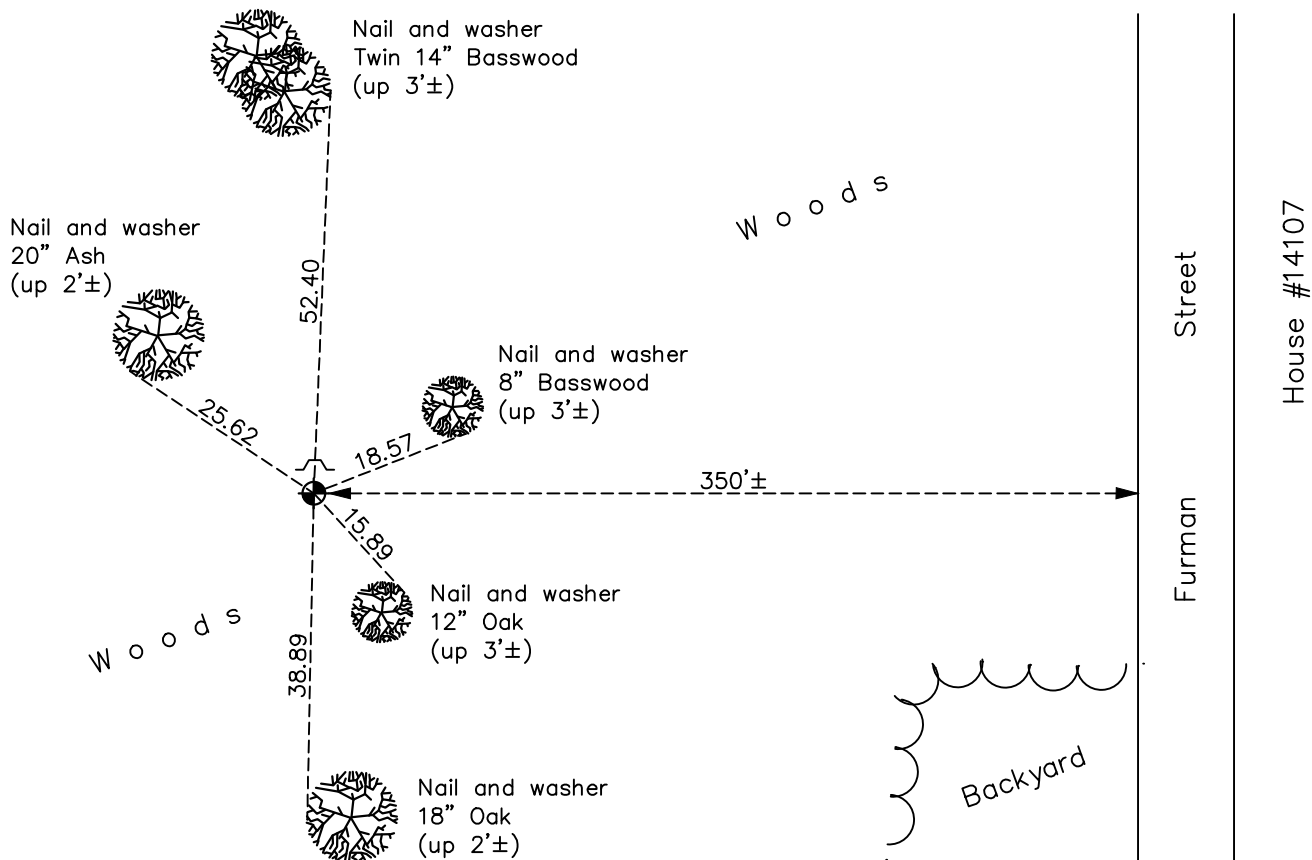 Nail and washer
Twin 14” Basswood
(up 3'±)
Woods
Nail and washer
20” Ash
(up 2'±)
52.40
Street
House #14107
Nail and washer
8” Basswood
(up 3'±)
25.62
18.57
350'±
15.89
Furman
Nail and washer
12” Oak
(up 3'±)
Woods
38.89
Backyard
Nail and washer
18” Oak
(up 2'±)